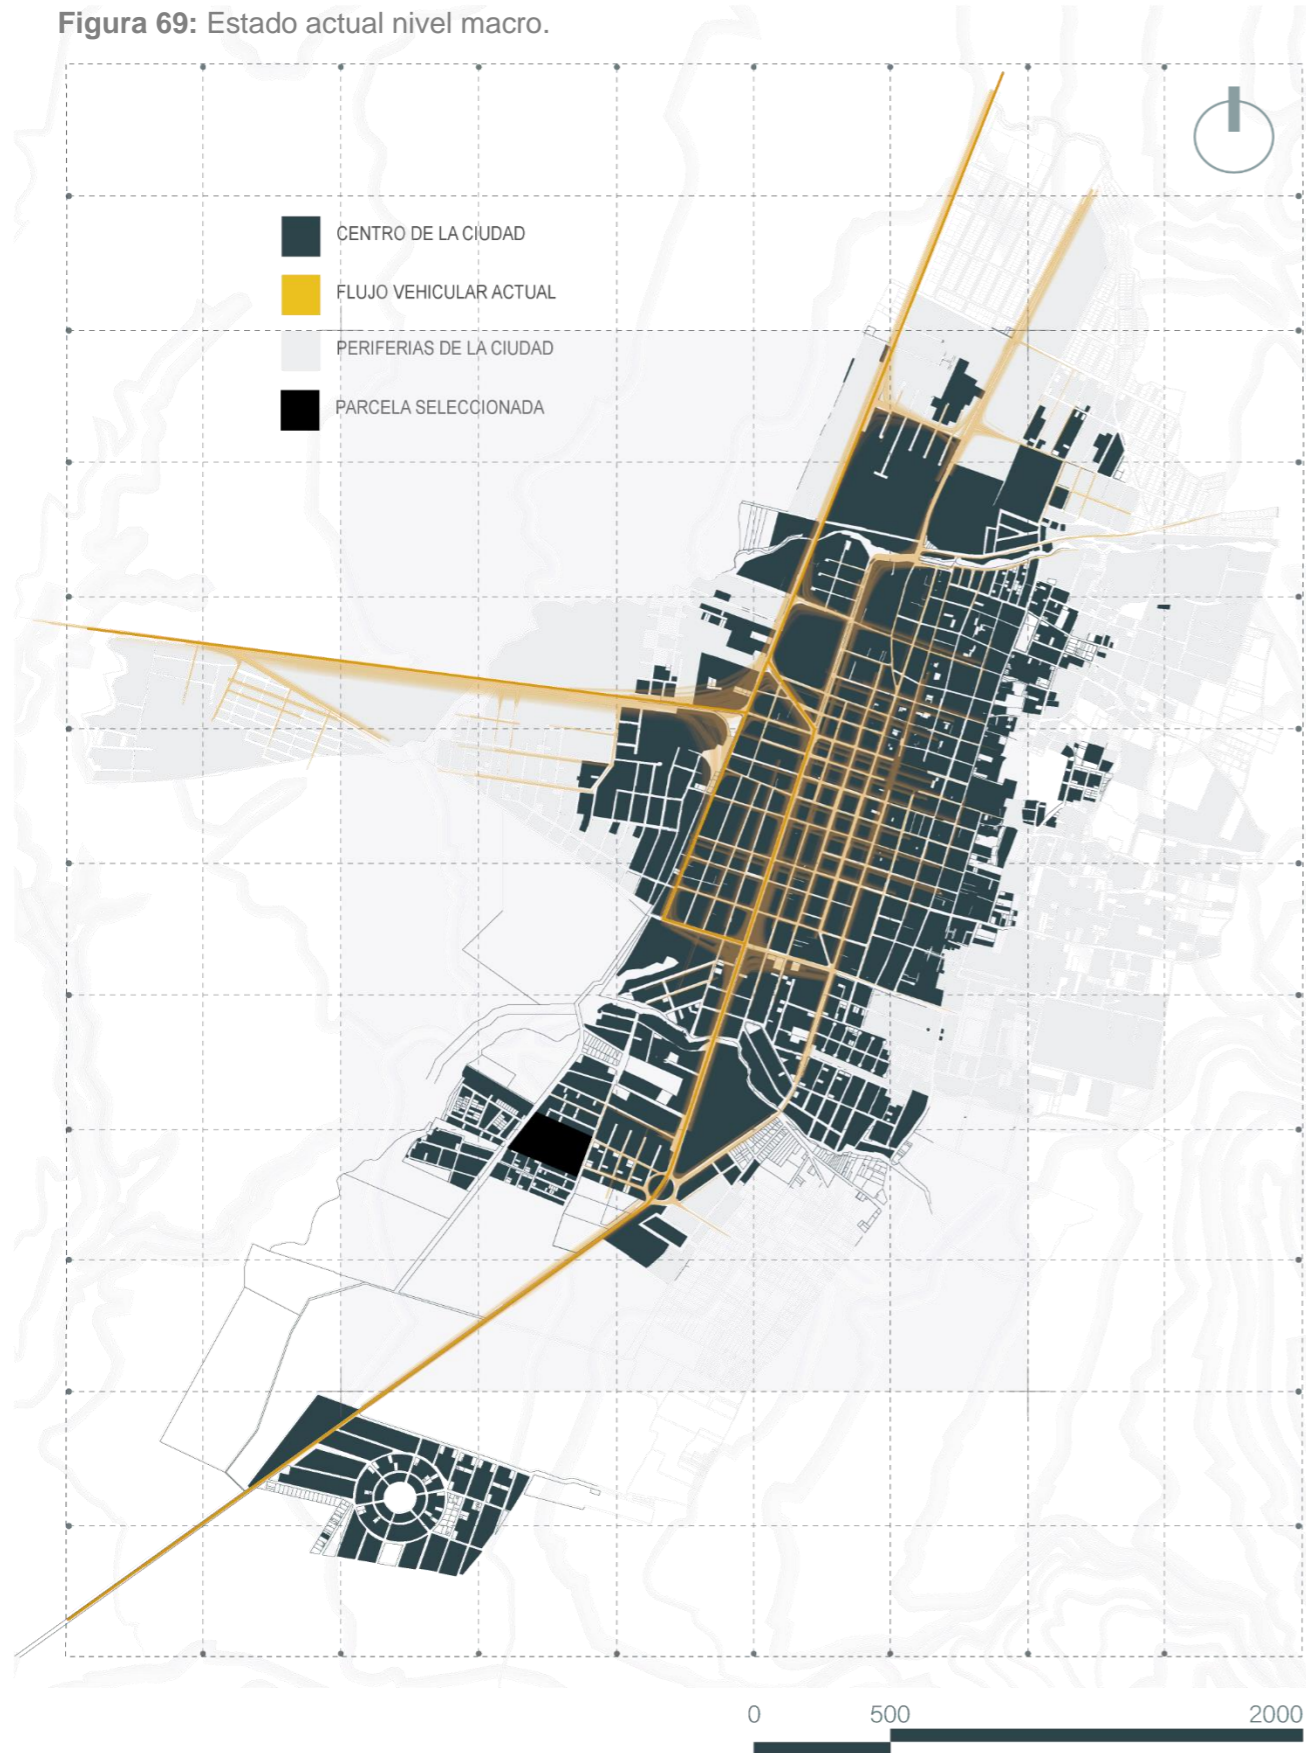 Figura 69: Estado actual nivel macro.
CENTRO DE LA CIUDAD
FLUJO VEHICULAR ACTUAL
PERIFERIAS DE LA CIUDAD
PARCELA SELECCIONADA
0 500 2000